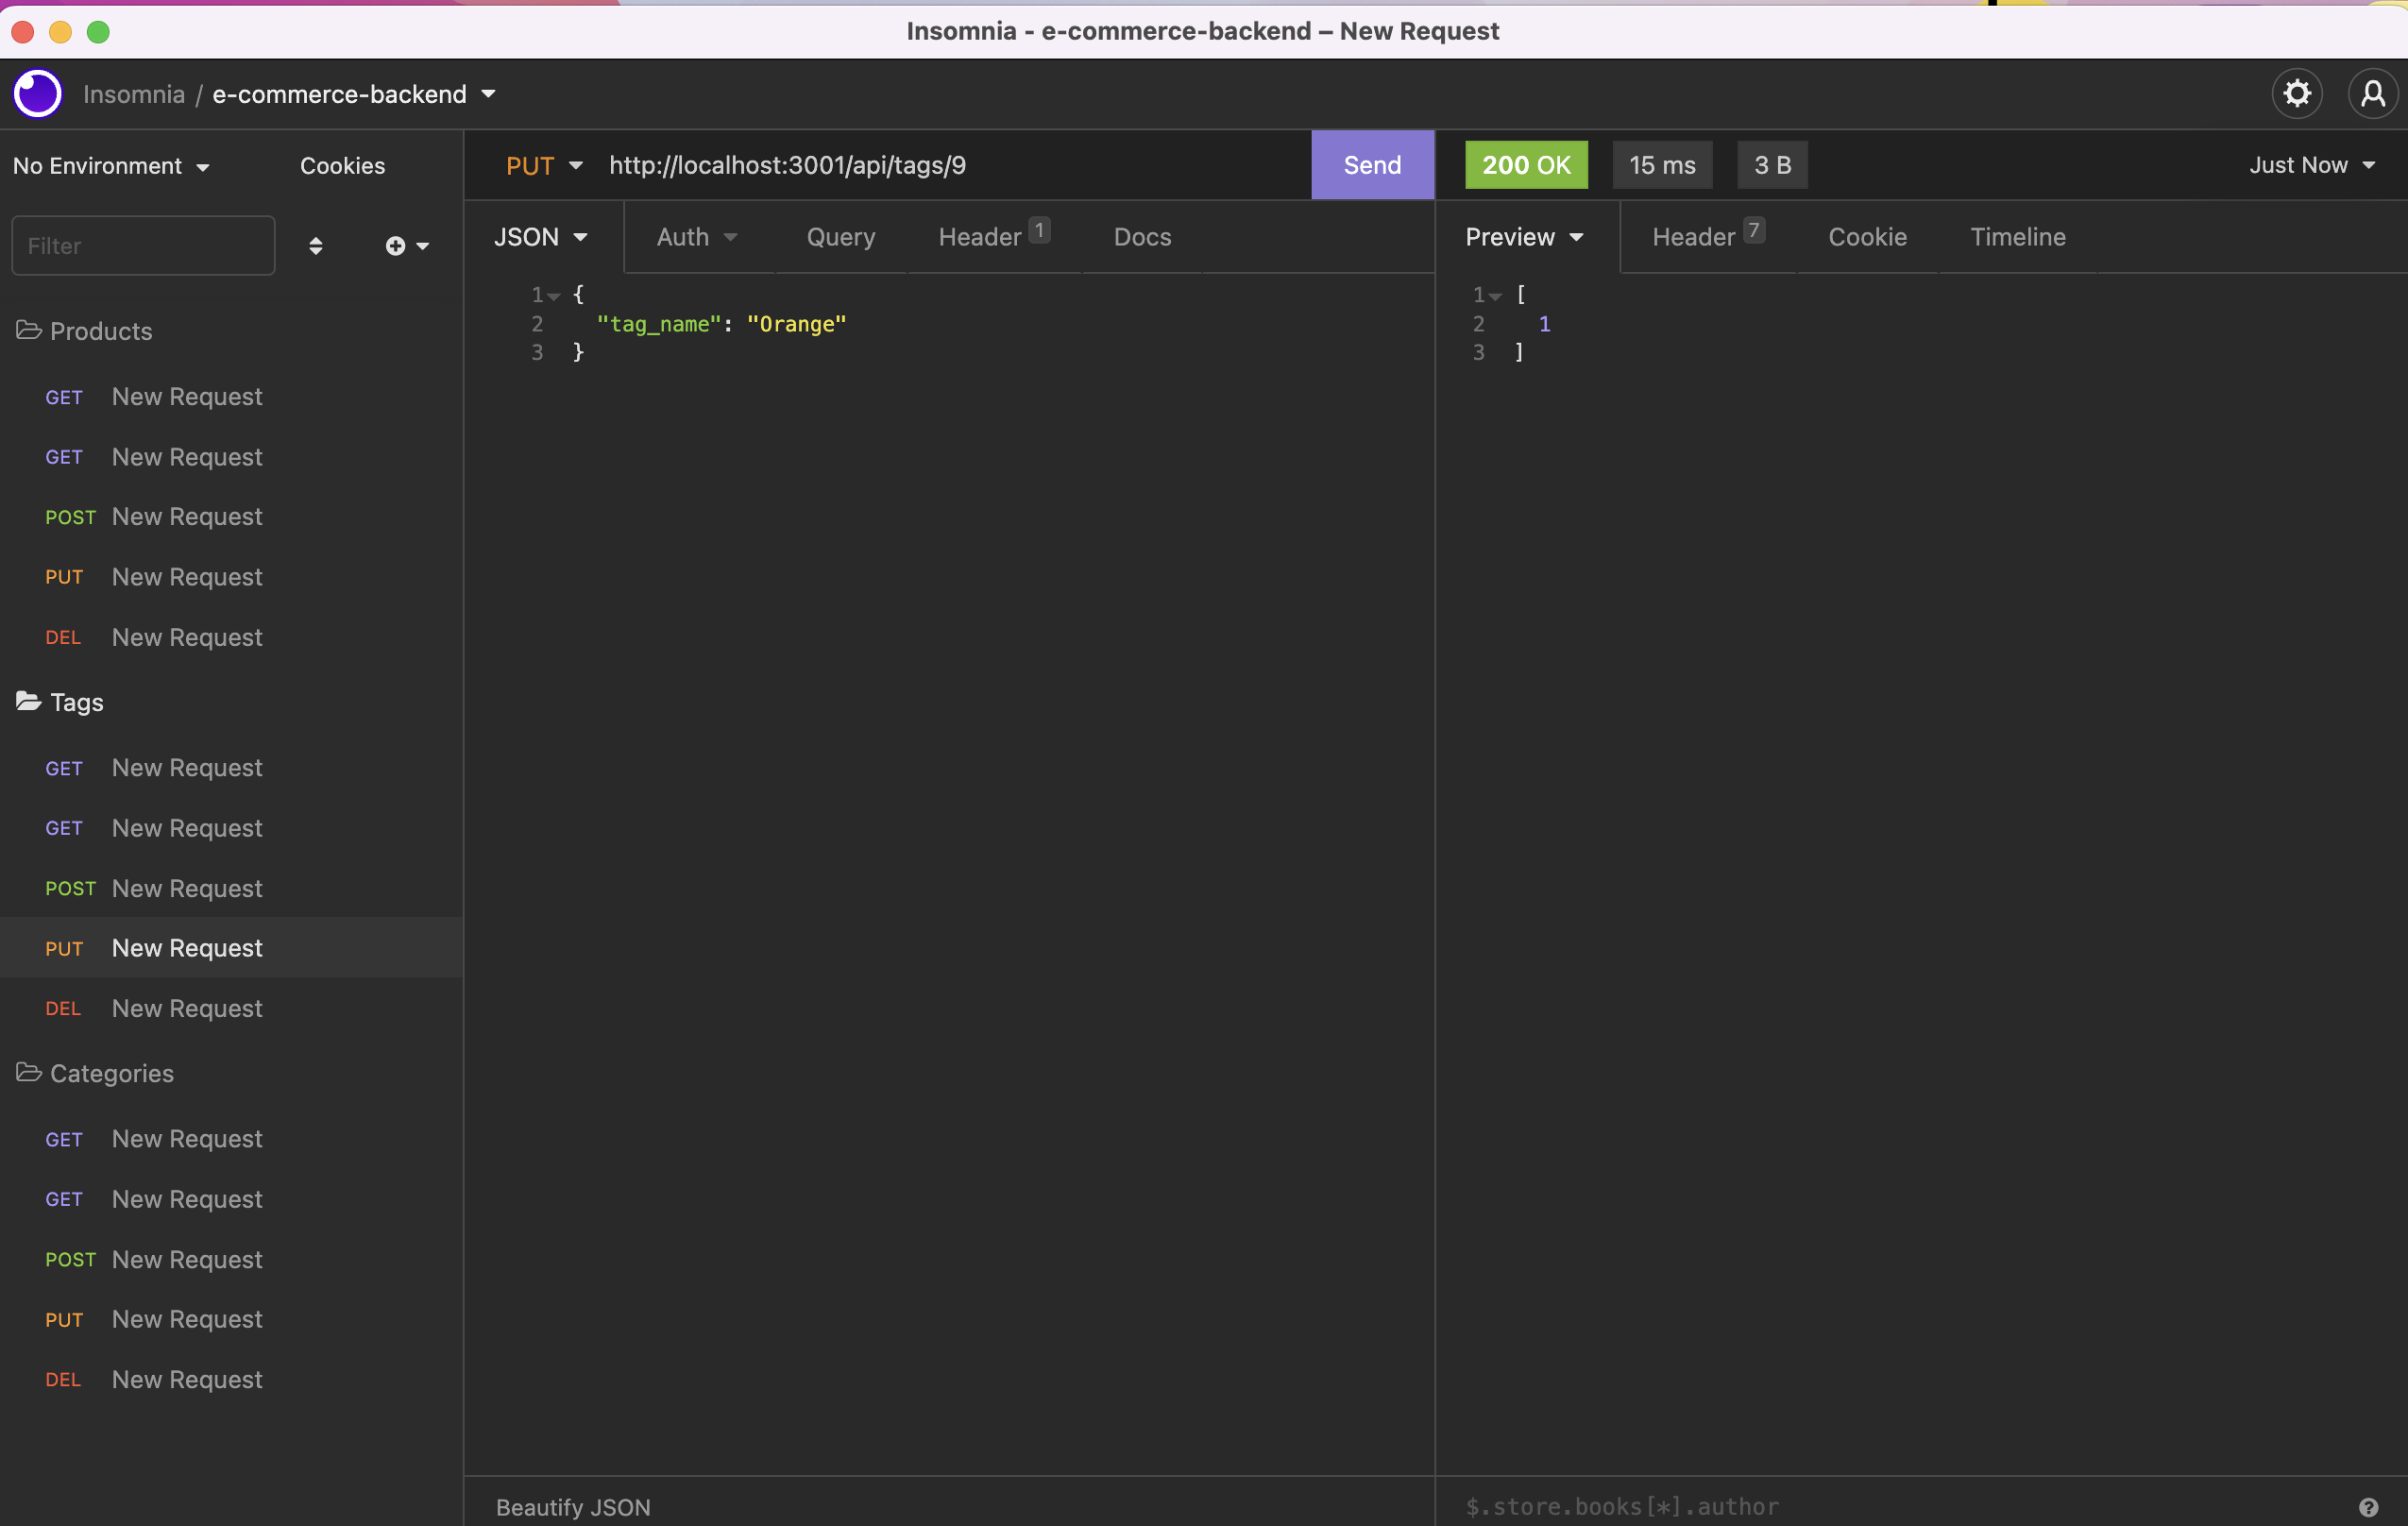 Insomnia - e-commerce-backend – New Request
Insomnia / e-commerce-backend
No Environment
Cookies
Filter
Products
GET New Request
GET New Request
POST New Request
PUT New Request
DEL New Request
Tags
GET New Request
GET New Request
POST New Request
PUT New Request
DEL New Request
Categories
GET New Request
GET New Request
POST New Request
PUT New Request
DEL New Request
PUT http://localhost:3001/api/tags/9 Send
JSON Auth Query Header 1 Docs
1 {
2 "tag_name": "Orange"
3 }
Beautify JSON
200 OK 15 ms 3 B Just Now
Preview Header 7 Cookie Timeline
1 [
2 1
3 ]
$.store.books[*].author
?